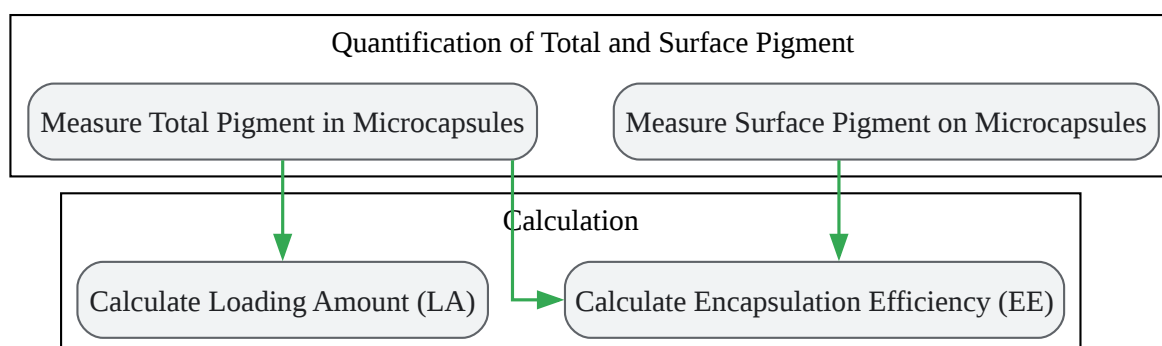 Quantification of Total and Surface Pigment
Measure Total Pigment in Microcapsules
Measure Surface Pigment on Microcapsules
Calculation
Calculate Loading Amount (LA)
Calculate Encapsulation Efficiency (EE)